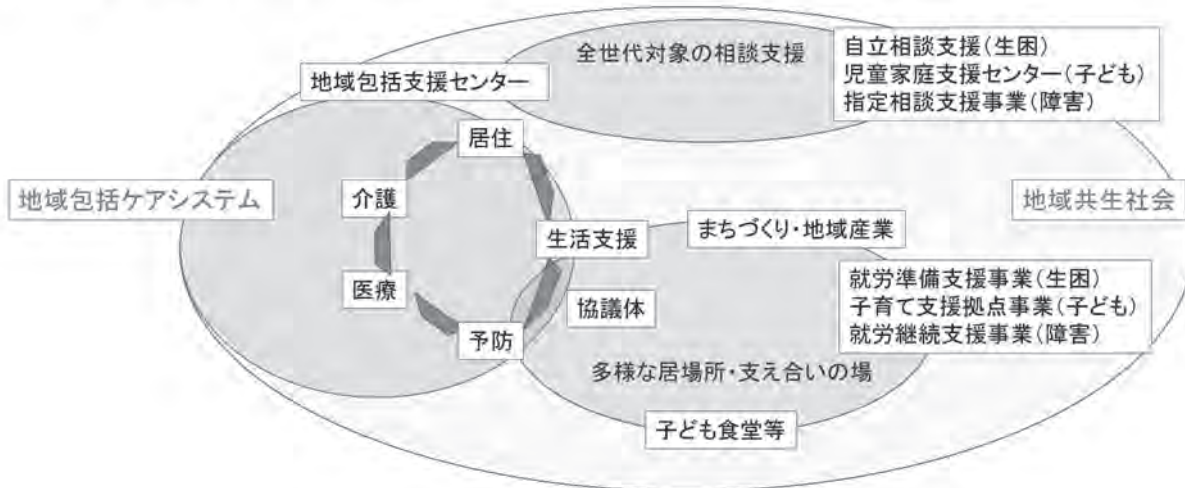 全世代対象の相談支援
自立相談支援(生困)
児童家庭支援センター(子ども)
指定相談支援事業(障害)
地域包括支援センター
居住
地域包括ケアシステム
介護
地域共生社会
生活支援
まちづくり・地域産業
医療
協議体
就労準備支援事業(生困)
子育て支援拠点事業(子ども)
就労継続支援事業(障害)
予防
多様な居場所・支え合いの場
子ども食堂等